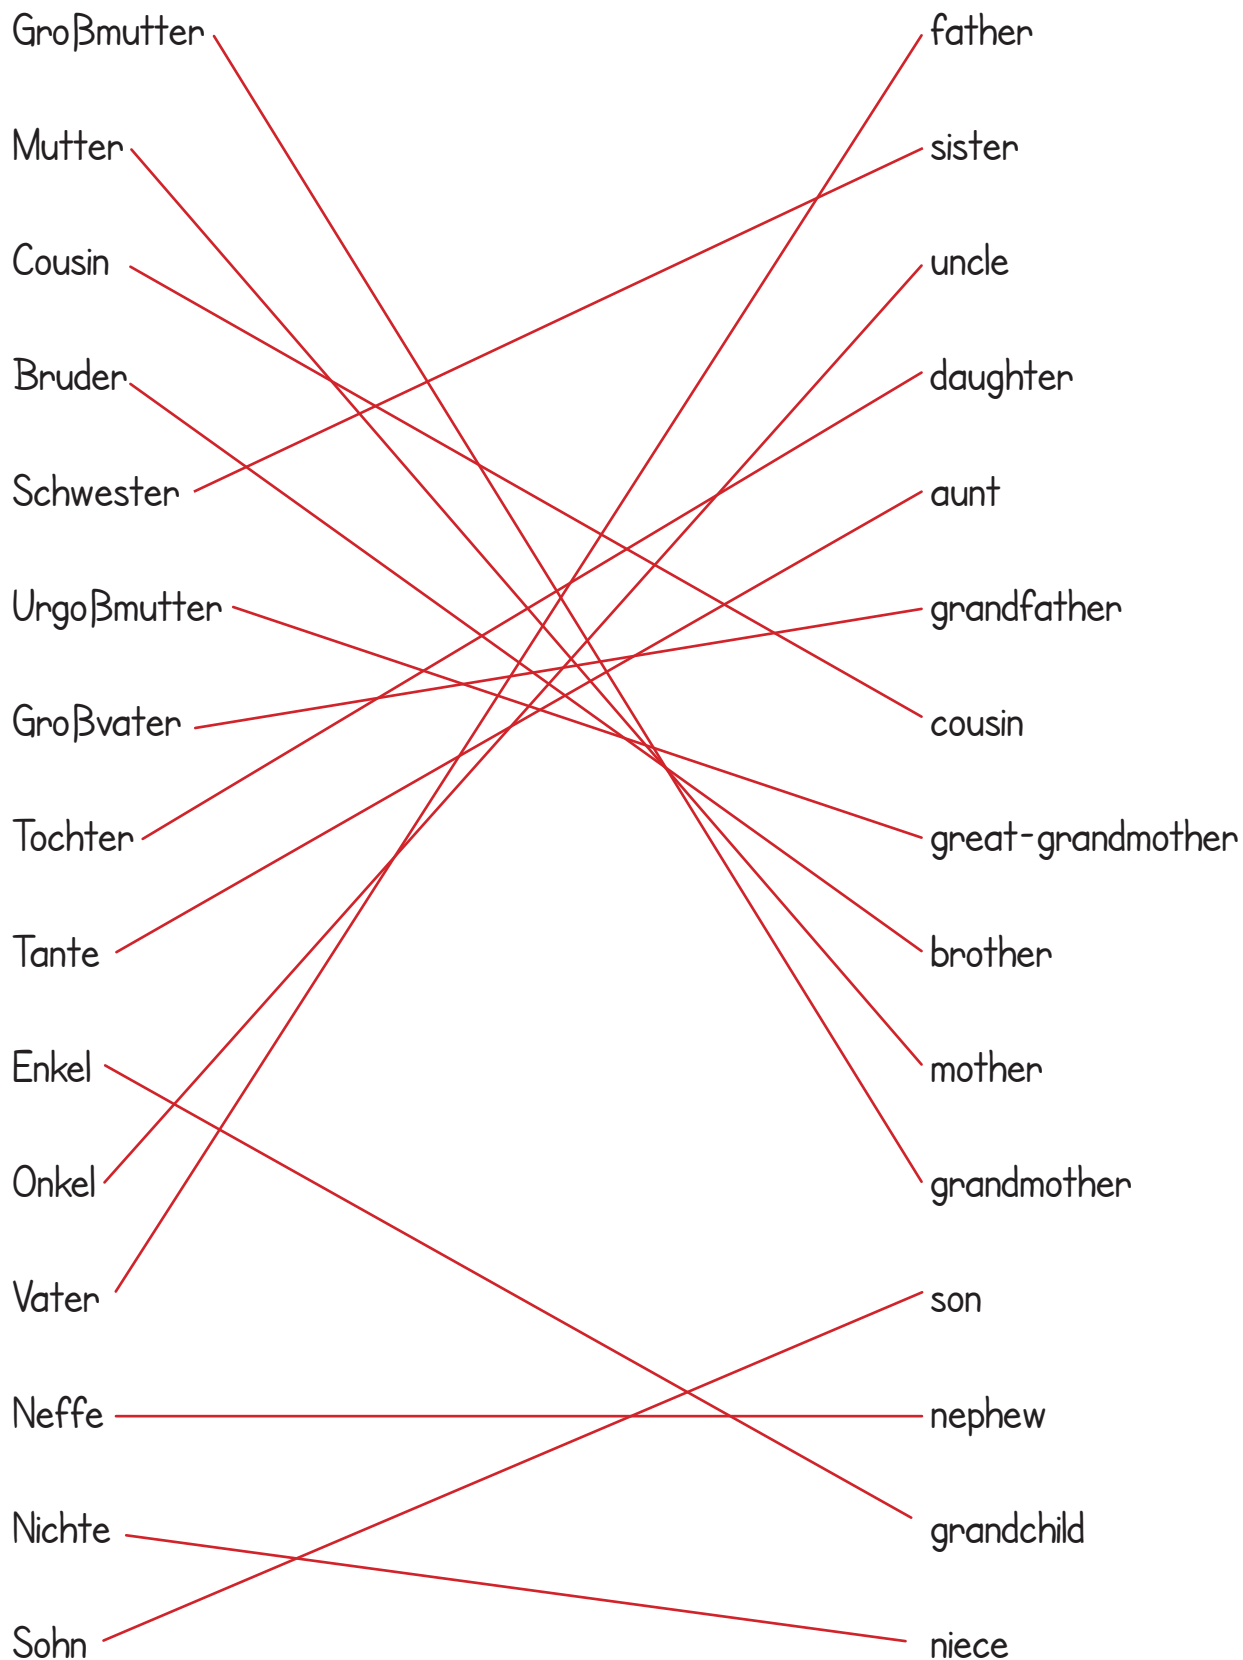 Großmutter
Mutter
Cousin
Bruder
Schwester
Urgoßmutter
Großvater
Tochter
Tante
Enkel
Onkel
Vater
Neffe
Nichte
Sohn
father
sister
uncle
daughter
aunt
grandfather
cousin
great-grandmother
brother
mother
grandmother
son
nephew
grandchild
niece